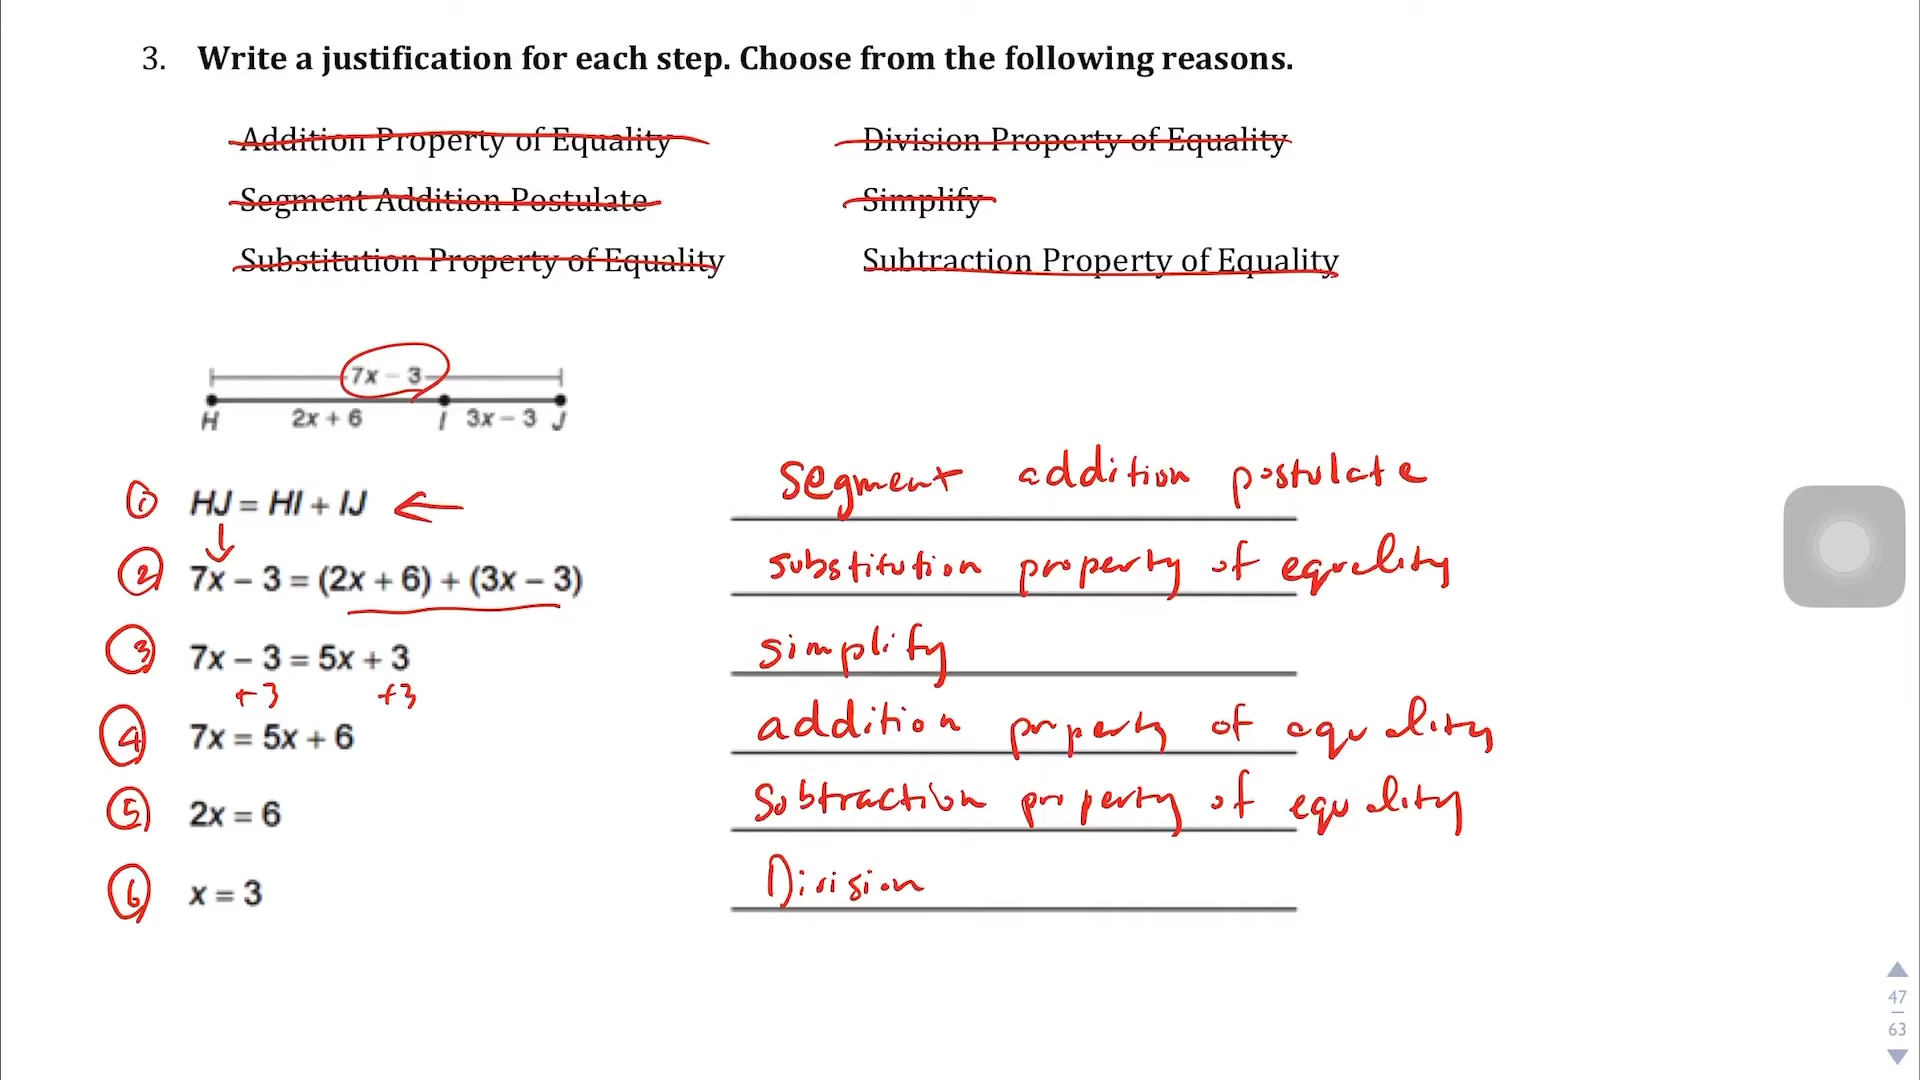 3. Write a justification for each step. Choose from the following reasons.
Addition Property of Equality Division Property of Equality
Segment Addition Postulate Simplify
Substitution Property of Equality Subtraction Property of Equality
7x – 3
H 2x + 6 I 3x – 3 J
① HJ = HI + IJ ← segment addition postulate
↓
② 7x – 3 = (2x + 6) + (3x – 3) substitution property of equality
③ 7x – 3 = 5x + 3 simplify
+3 +3
④ 7x = 5x + 6 addition property of equality
⑤ 2x = 6 Subtraction property of equality
⑥ x = 3 Division
47
63